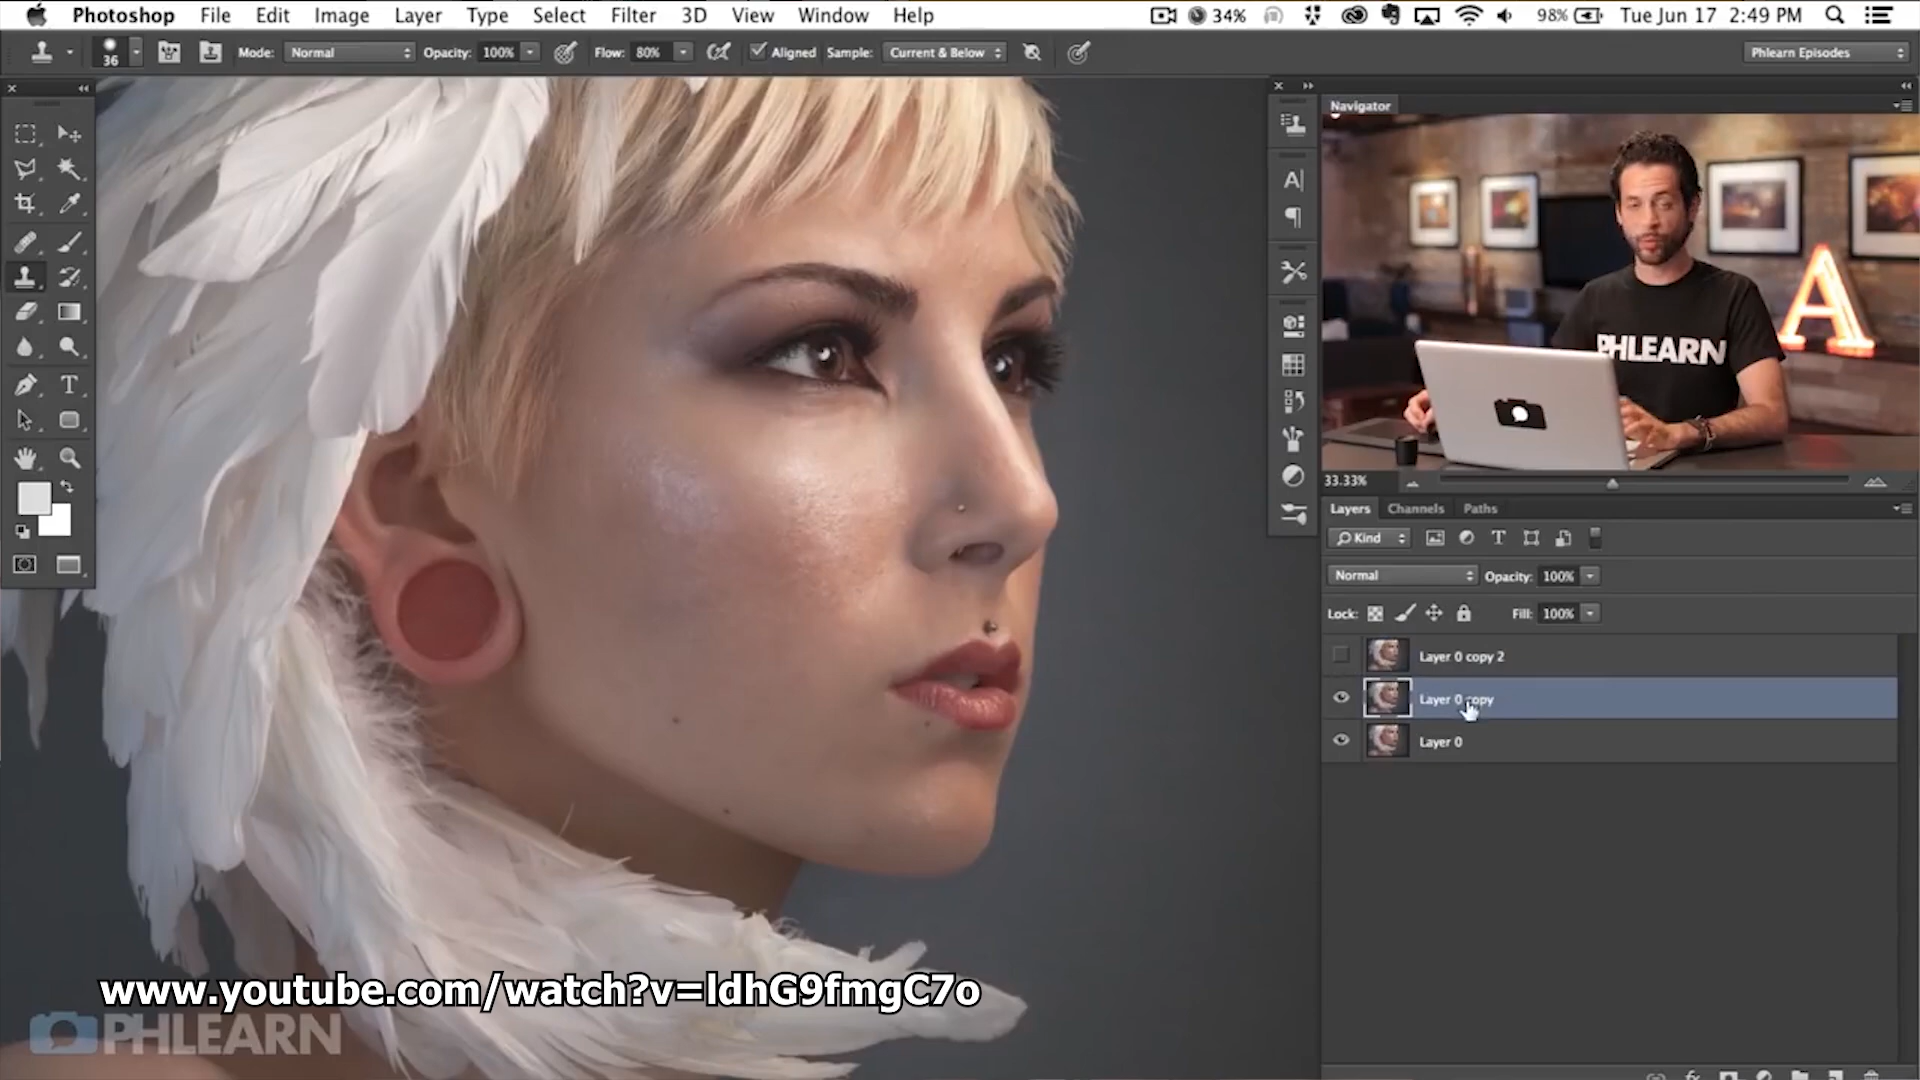 Photoshop File Edit Image Layer Type Select Filter 3D View Window Help 34% 98% Tue Jun 17 2:49 PM
36 Mode: Normal Opacity: 100% Flow: 80% Aligned Sample: Current & Below Phlearn Episodes
Navigator
PHLEARN
A
33.33%
Layers Channels Paths
Kind
Normal Opacity: 100%
Lock: Fill: 100%
Layer 0 copy 2
Layer 0 copy
Layer 0
www.youtube.com/watch?v=ldhG9fmgC7o
PHLEARN